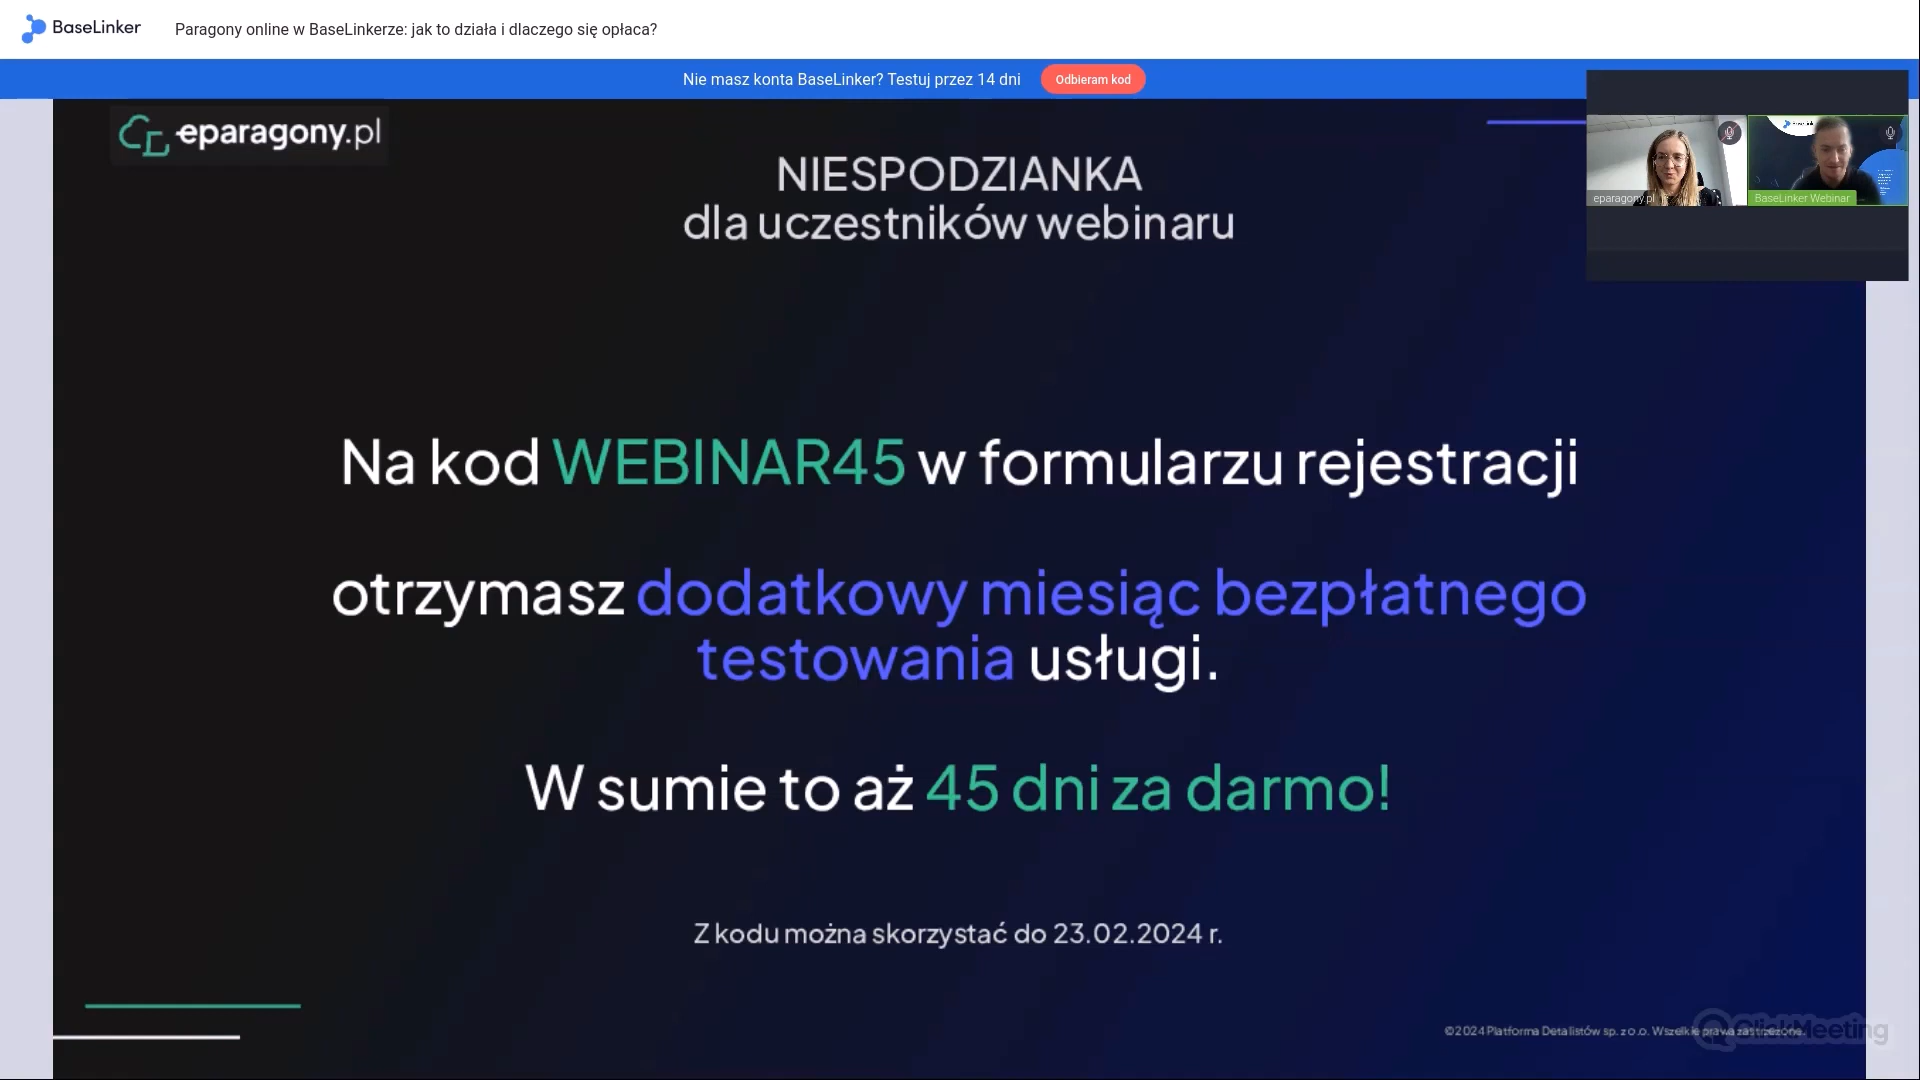 BaseLinker
Paragony online w BaseLinkerze: jak to działa i dlaczego się opłaca?
Nie masz konta BaseLinker? Testuj przez 14 dni
Odbieram kod
eparagony.pl
eparagony.pl
BaseLinker Webinar
NIESPODZIANKA
dla uczestników webinaru
Na kod WEBINAR45 w formularzu rejestracji
otrzymasz dodatkowy miesiąc bezpłatnego
testowania usługi.
W sumie to aż 45 dni za darmo!
Z kodu można skorzystać do 23.02.2024 r.
©2024 Platforma Detalistów sp. z o.o. Wszelkie prawa zastrzeżone.
ClickMeeting